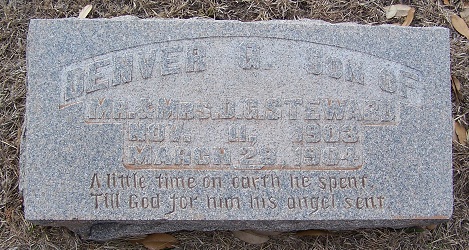 DENVER G. SON OF
MR.&MRS.D.G.STEWARD
NOV. 11, 1903
MARCH 29, 1904
A little time on earth he spent,
Till God for him his angel sent.